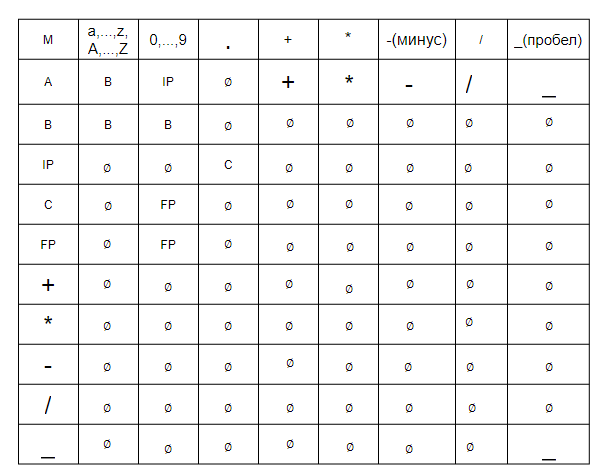 M a,...,z, A,...,Z 0,...,9 . + * -(минус) / _(пробел)
A B IP Ø + * - / _
B B B Ø Ø Ø Ø Ø Ø
IP Ø Ø C Ø Ø Ø Ø Ø
C Ø FP Ø Ø Ø Ø Ø Ø
FP Ø FP Ø Ø Ø Ø Ø Ø
+ Ø Ø Ø Ø Ø Ø Ø Ø
* Ø Ø Ø Ø Ø Ø Ø Ø
- Ø Ø Ø Ø Ø Ø Ø Ø
/ Ø Ø Ø Ø Ø Ø Ø Ø
_ Ø Ø Ø Ø Ø Ø Ø _